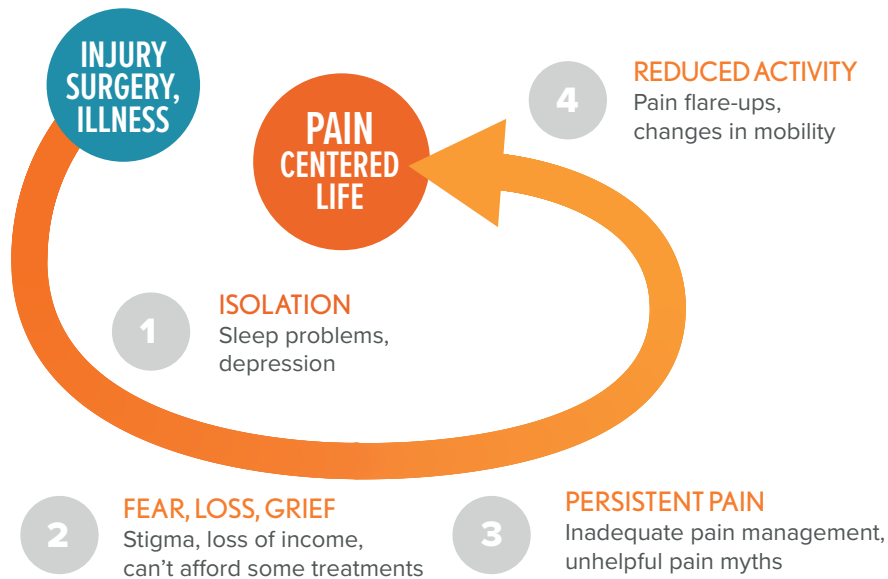 INJURY
SURGERY,
ILLNESS
PAIN
CENTERED
LIFE
1
ISOLATION
Sleep problems,
depression
2
FEAR, LOSS, GRIEF
Stigma, loss of income,
can’t afford some treatments
3
PERSISTENT PAIN
Inadequate pain management,
unhelpful pain myths
4
REDUCED ACTIVITY
Pain flare-ups,
changes in mobility